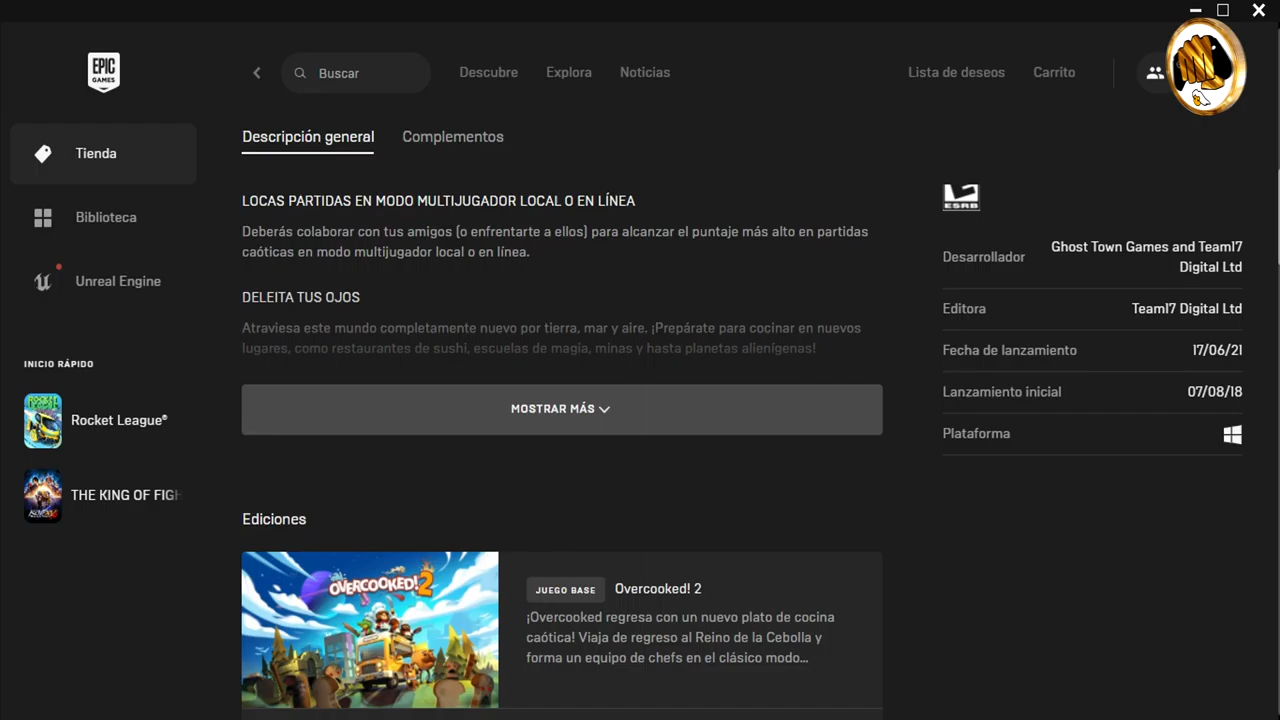 EPIC
GAMES
Buscar
Descubre
Explora
Noticias
Lista de deseos
Carrito
Tienda
Biblioteca
Unreal Engine
INICIO RÁPIDO
Rocket League®
THE KING OF FIGH
Descripción general
Complementos
LOCAS PARTIDAS EN MODO MULTIJUGADOR LOCAL O EN LÍNEA
Deberás colaborar con tus amigos (o enfrentarte a ellos) para alcanzar el puntaje más alto en partidas
caóticas en modo multijugador local o en línea.
DELEITA TUS OJOS
Atraviesa este mundo completamente nuevo por tierra, mar y aire. ¡Prepárate para cocinar en nuevos
lugares, como restaurantes de sushi, escuelas de magia, minas y hasta planetas alienígenas!
MOSTRAR MÁS
ESRB
Desarrollador
Ghost Town Games and Team17
Digital Ltd
Editora
Team17 Digital Ltd
Fecha de lanzamiento
17/06/21
Lanzamiento inicial
07/08/18
Plataforma
Ediciones
OVERCOOKED! 2
JUEGO BASE
Overcooked! 2
¡Overcooked regresa con un nuevo plato de cocina
caótica! Viaja de regreso al Reino de la Cebolla y
forma un equipo de chefs en el clásico modo...